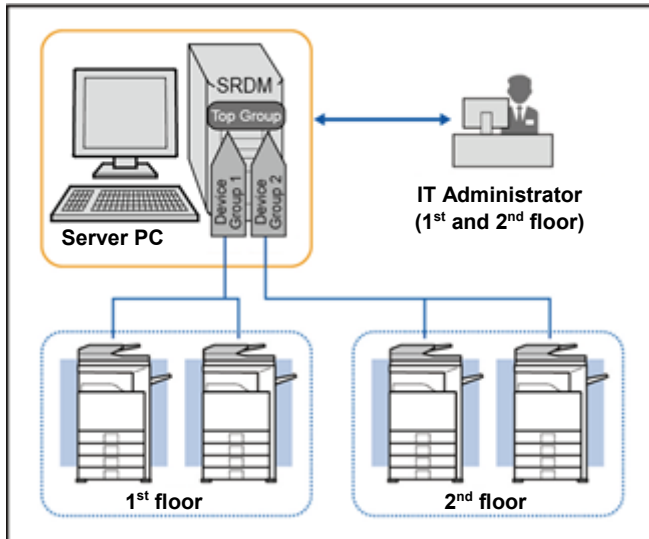 SRDM
Top Group
Device
Group 1
Device
Group 2
Server PC
IT Administrator
(1st and 2nd floor)
1st floor
2nd floor